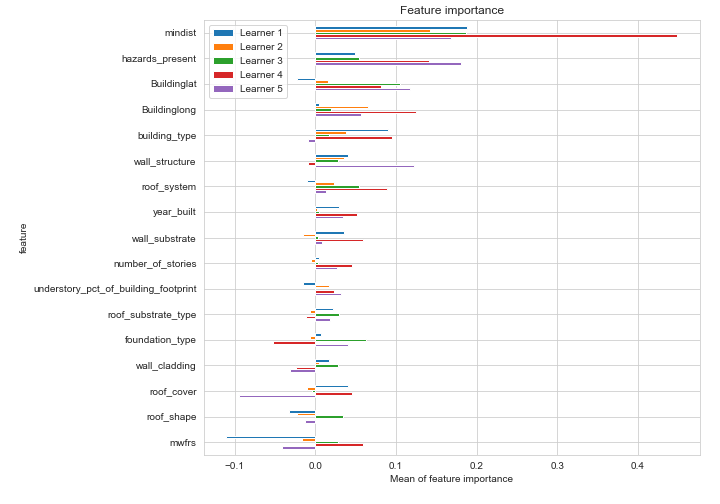 Feature importance
Learner 1
Learner 2
Learner 3
Learner 4
Learner 5
mindist
hazards_present
Buildinglat
Buildinglong
building_type
wall_structure
roof_system
year_built
wall_substrate
number_of_stories
understory_pct_of_building_footprint
roof_substrate_type
foundation_type
wall_cladding
roof_cover
roof_shape
mwfrs
feature
−0.1 0.0 0.1 0.2 0.3 0.4
Mean of feature importance